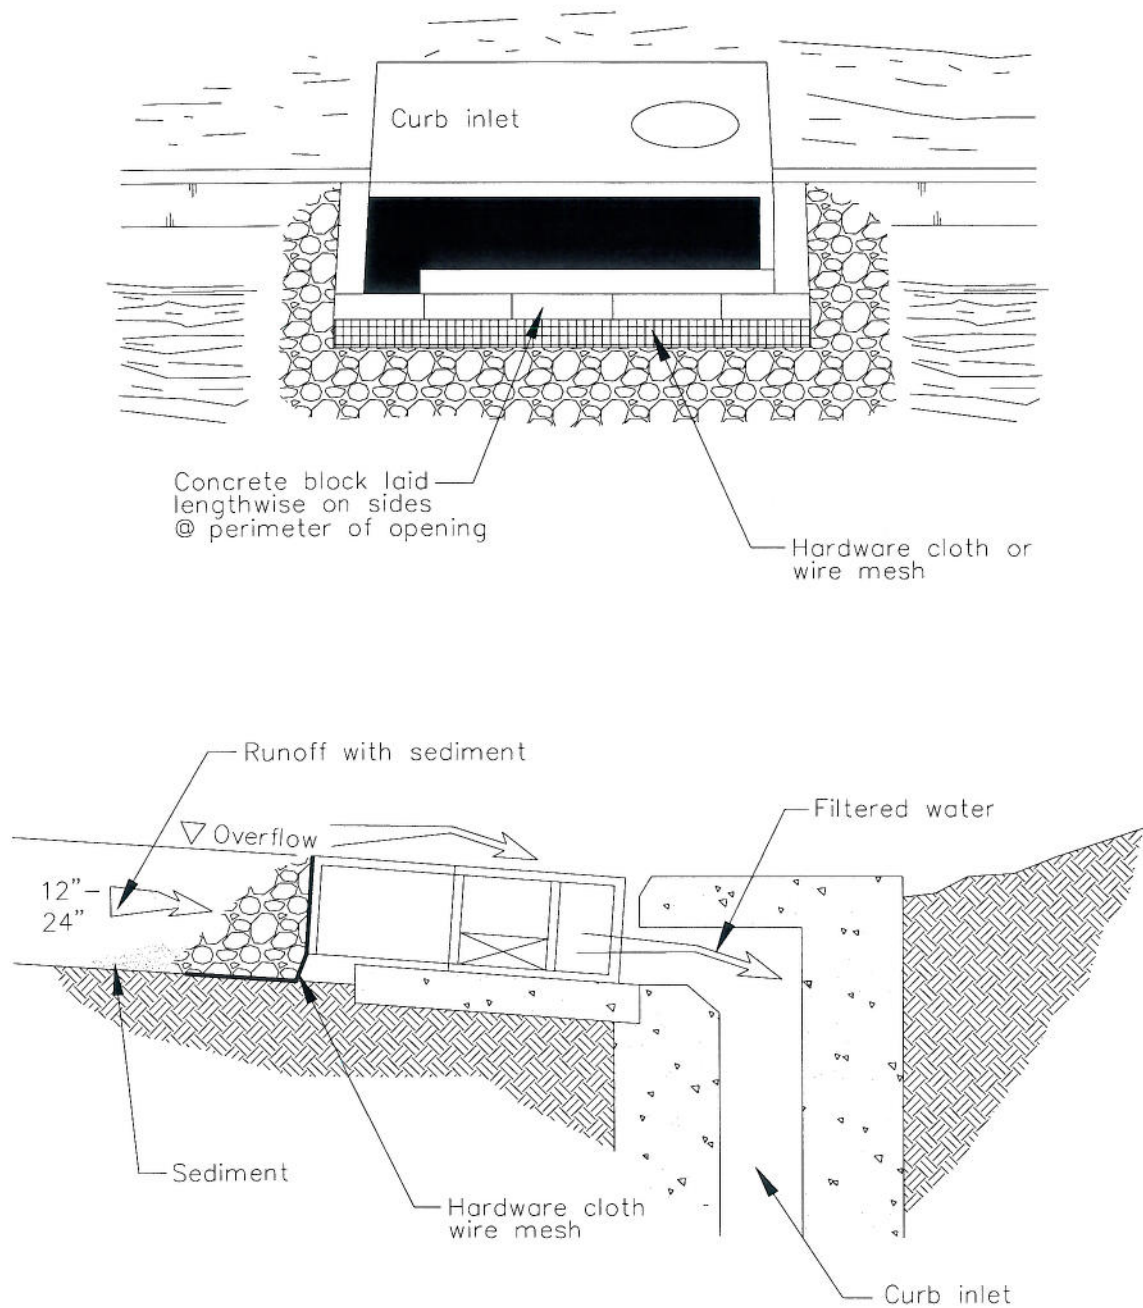 Curb inlet
Concrete block laid
lengthwise on sides
@ perimeter of opening
Hardware cloth or
wire mesh
Runoff with sediment
Filtered water
Overflow
12"-
24"
Sediment
Hardware cloth
wire mesh
Curb inlet